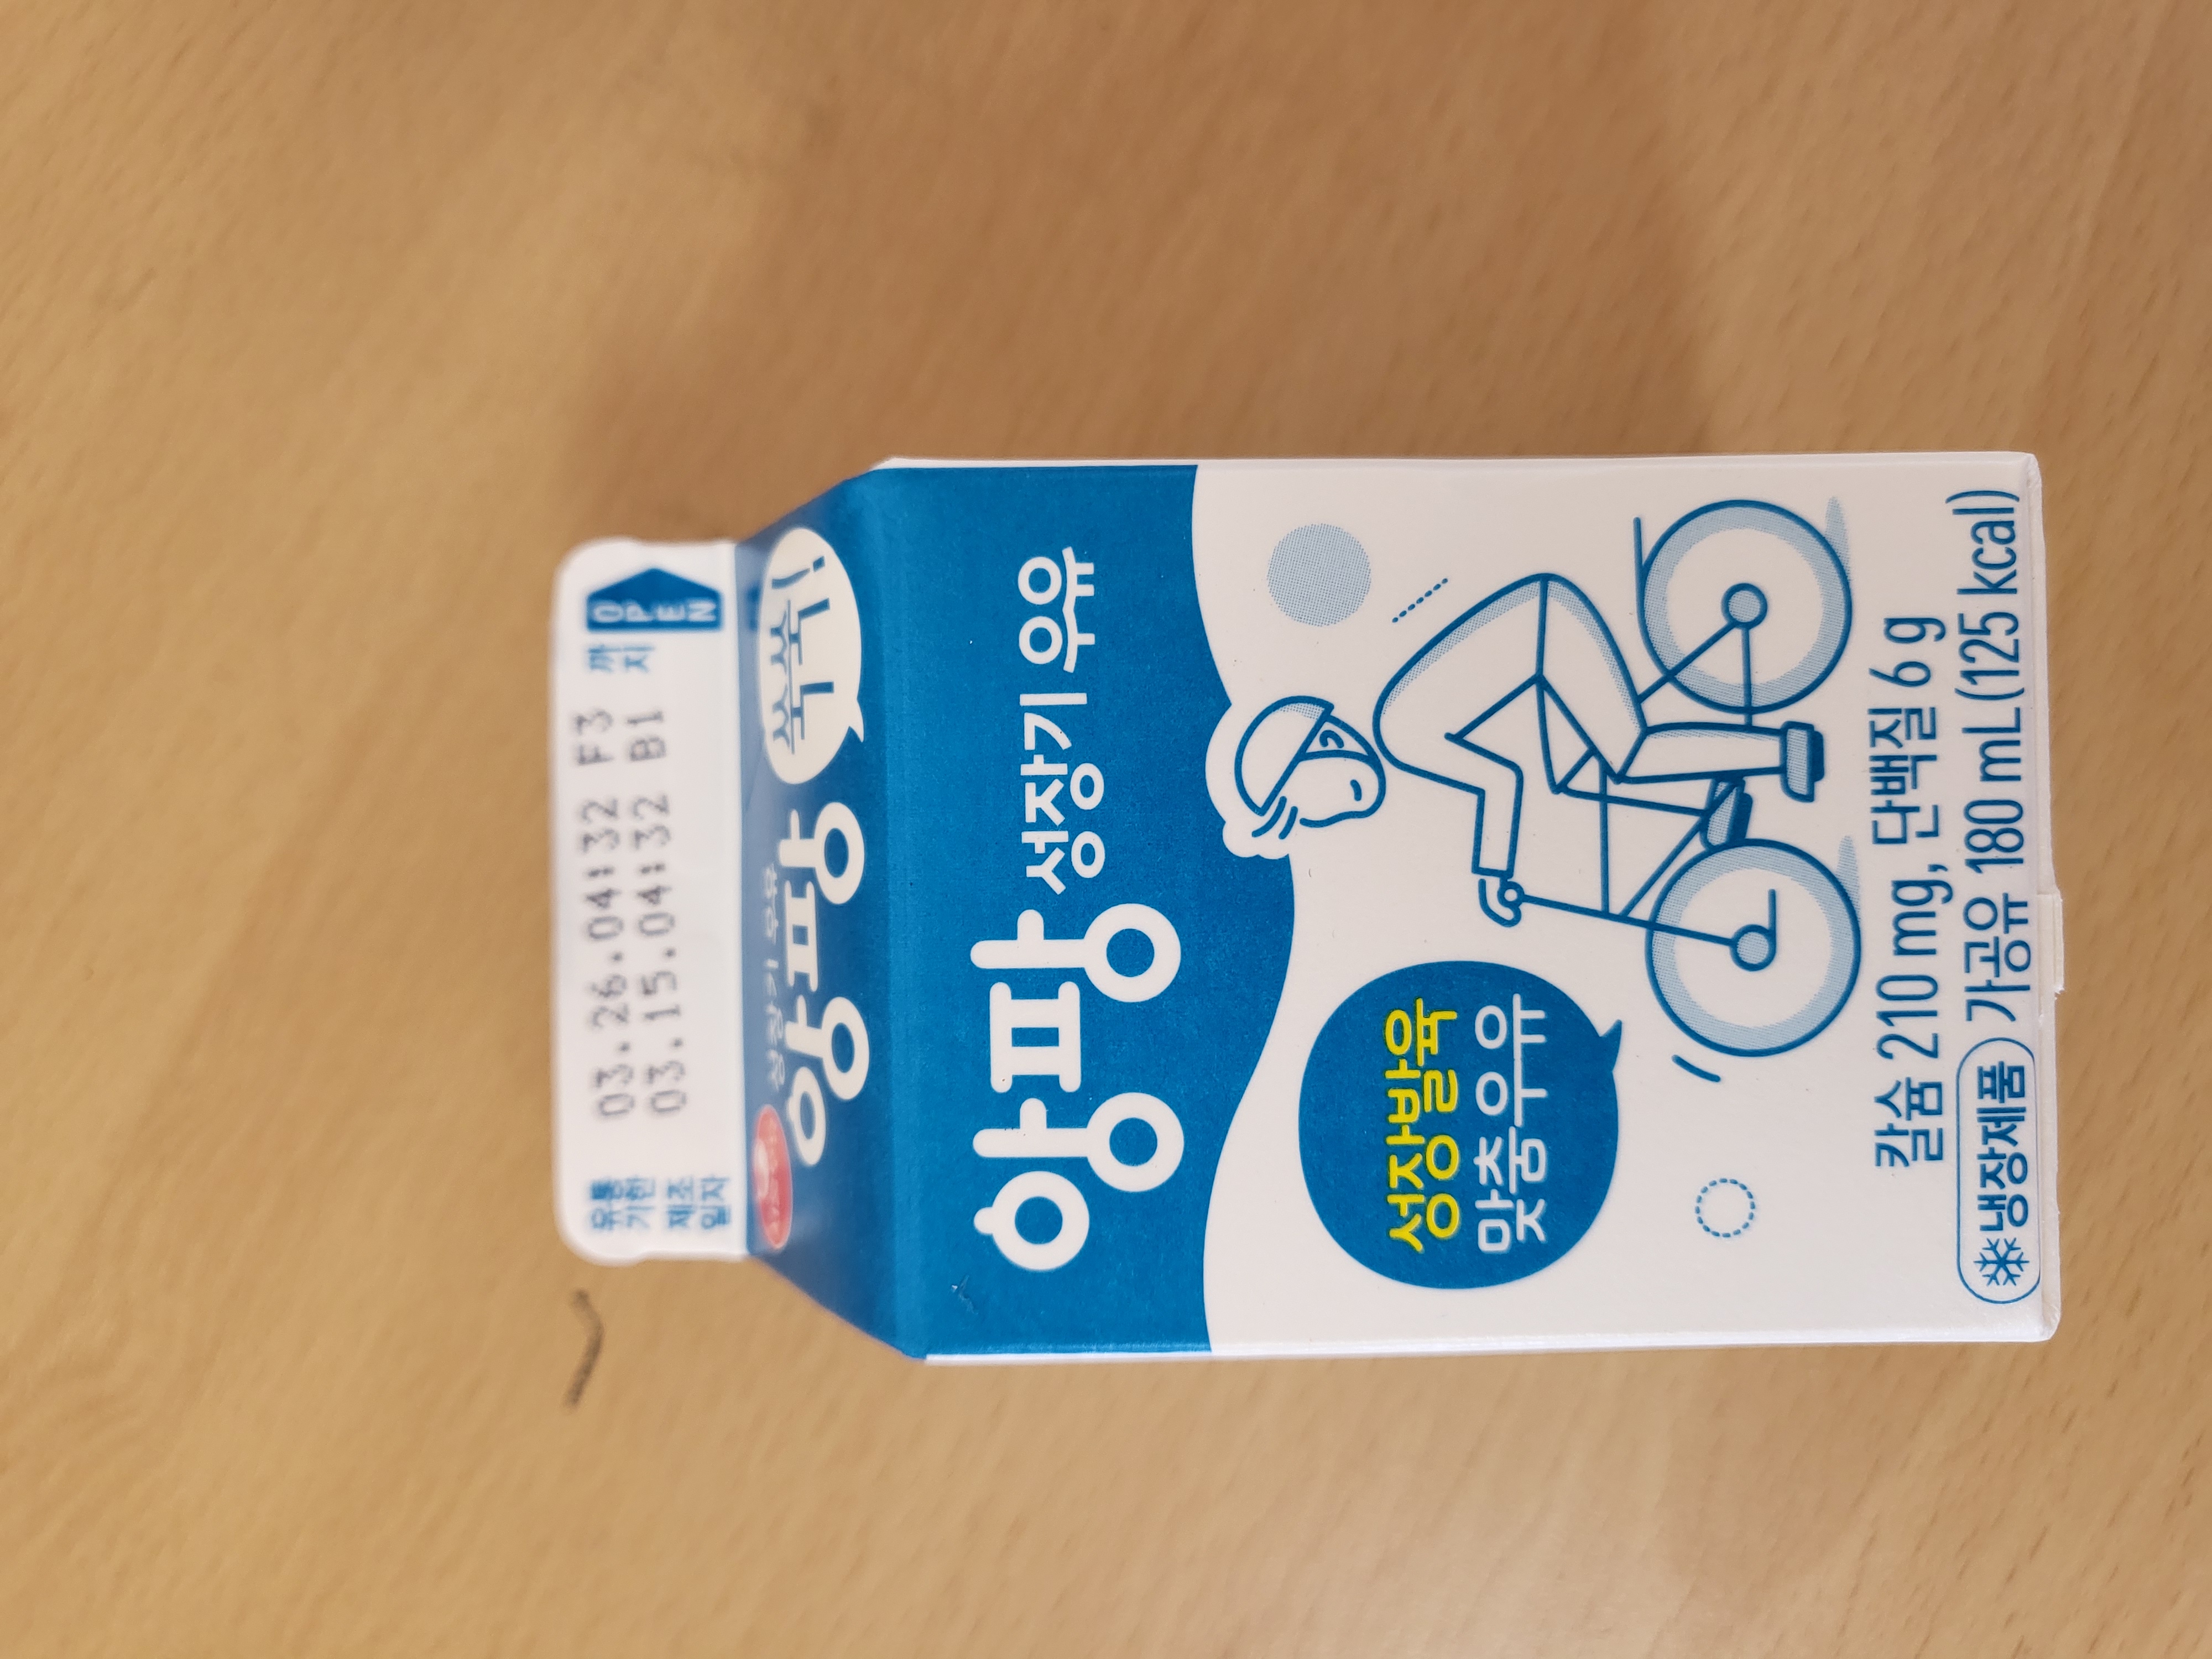 유통
기한
03.26.04:32 F3
까
지
제조
일자
03.15.04:32 B1
OPEN
성장기 우유
앙팡
쏙쏙!
앙팡 성장기 우유
성장발육
맞춤우유
칼슘 210 mg, 단백질 6 g
냉장제품 가공유 180 mL(125 kcal)